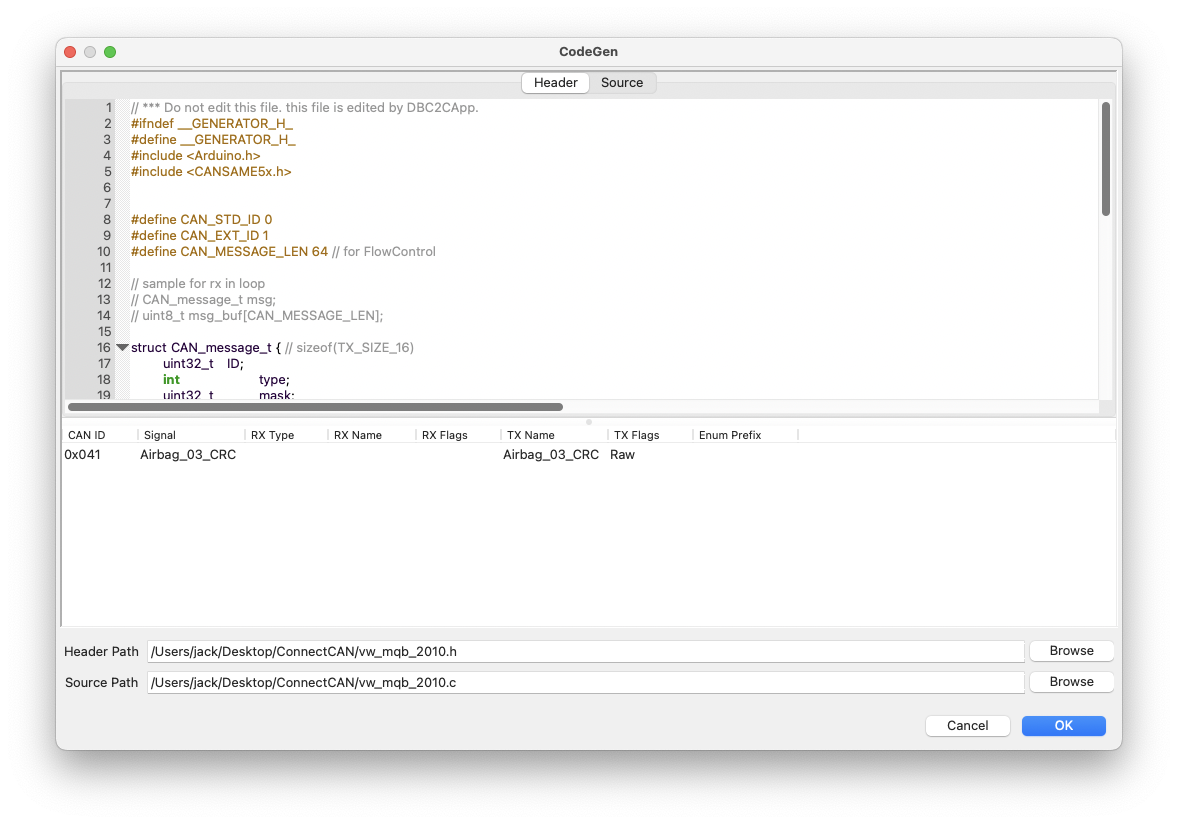 CodeGen
Header Source
1 // *** Do not edit this file. this file is edited by DBC2CApp.
2 #ifndef __GENERATOR_H_
3 #define __GENERATOR_H_
4 #include <Arduino.h>
5 #include <CANSAME5x.h>
6
7
8 #define CAN_STD_ID 0
9 #define CAN_EXT_ID 1
10 #define CAN_MESSAGE_LEN 64 // for FlowControl
11
12 // sample for rx in loop
13 // CAN_message_t msg;
14 // uint8_t msg_buf[CAN_MESSAGE_LEN];
15
16 struct CAN_message_t { // sizeof(TX_SIZE_16)
17 uint32_t ID;
18 int type;
19 uint32_t mask;
CAN ID Signal RX Type RX Name RX Flags TX Name TX Flags Enum Prefix
0x041 Airbag_03_CRC Airbag_03_CRC Raw
Header Path /Users/jack/Desktop/ConnectCAN/vw_mqb_2010.h Browse
Source Path /Users/jack/Desktop/ConnectCAN/vw_mqb_2010.c Browse
Cancel OK